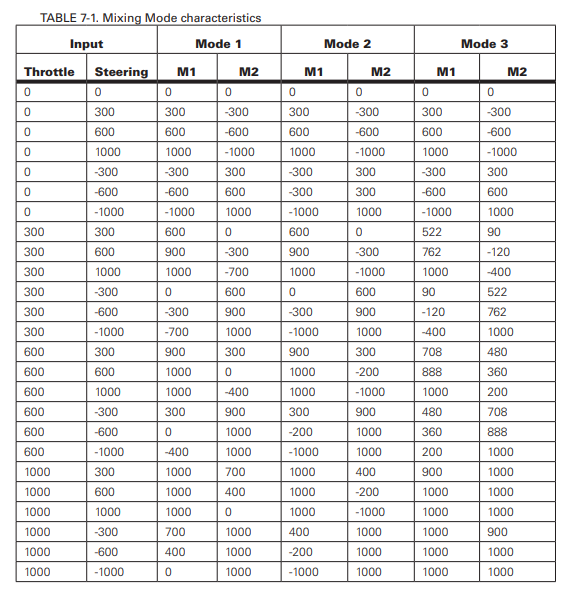 TABLE 7-1. Mixing Mode characteristics
Input Mode 1 Mode 2 Mode 3
Throttle Steering M1 M2 M1 M2 M1 M2
0 0 0 0 0 0 0 0
0 300 300 -300 300 -300 300 -300
0 600 600 -600 600 -600 600 -600
0 1000 1000 -1000 1000 -1000 1000 -1000
0 -300 -300 300 -300 300 -300 300
0 -600 -600 600 -300 300 -600 600
0 -1000 -1000 1000 -1000 1000 -1000 1000
300 300 600 0 600 0 522 90
300 600 900 -300 900 -300 762 -120
300 1000 1000 -700 1000 -1000 1000 -400
300 -300 0 600 0 600 90 522
300 -600 -300 900 -300 900 -120 762
300 -1000 -700 1000 -1000 1000 -400 1000
600 300 900 300 900 300 708 480
600 600 1000 0 1000 -200 888 360
600 1000 1000 -400 1000 -1000 1000 200
600 -300 300 900 300 900 480 708
600 -600 0 1000 -200 1000 360 888
600 -1000 -400 1000 -1000 1000 200 1000
1000 300 1000 700 1000 400 900 1000
1000 600 1000 400 1000 -200 1000 1000
1000 1000 1000 0 1000 -1000 1000 1000
1000 -300 700 1000 400 1000 1000 900
1000 -600 400 1000 -200 1000 1000 1000
1000 -1000 0 1000 -1000 1000 1000 1000